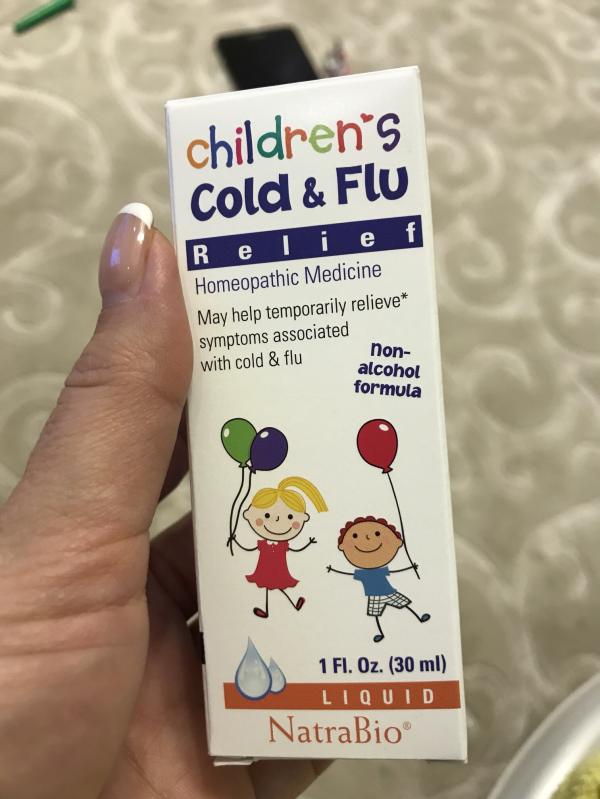 children's
Cold & Flu
Relief
Homeopathic Medicine
May help temporarily relieve*
symptoms associated
with cold & flu
non-
alcohol
formula
1 Fl. Oz. (30 ml)
LIQUID
NatraBio®